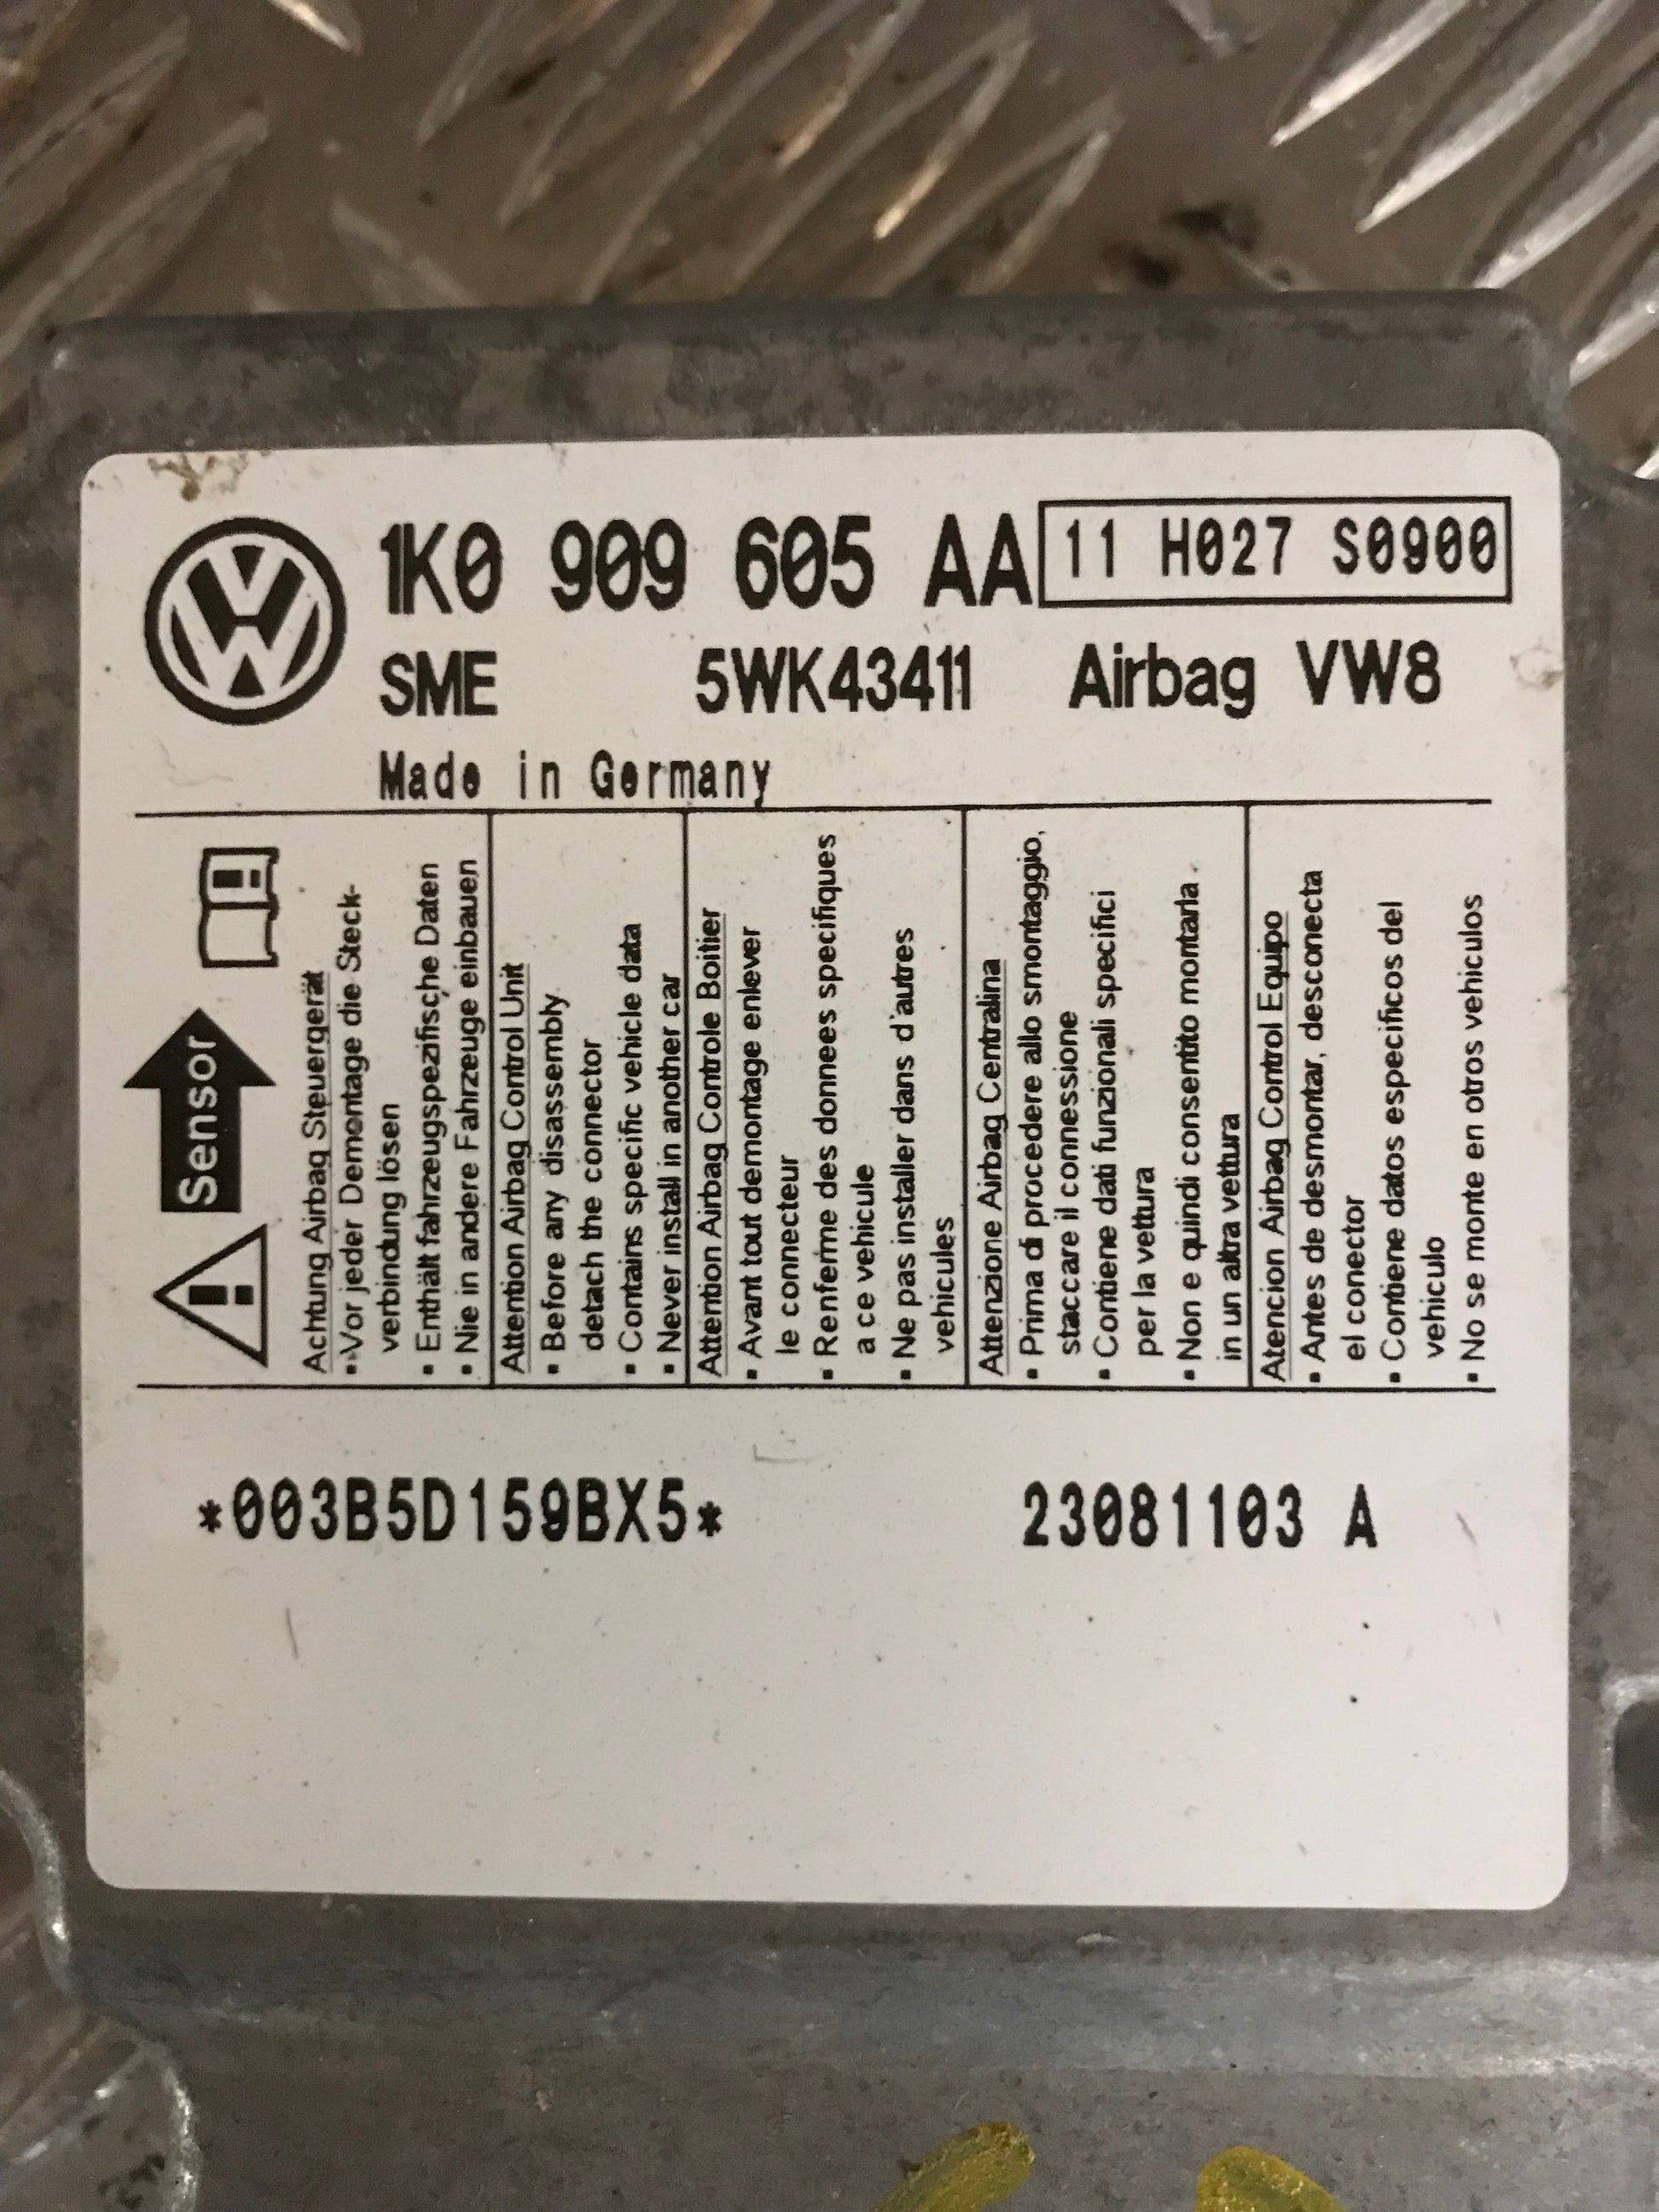 1K0 909 605 AA 11 H027 S0900
SME 5WK43411 Airbag VW8
Made in Germany
Sensor
Achtung Airbag Steuergerät
• Vor jeder Demontage die Steck-
verbindung lösen
• Enthält fahrzeugspezifische Daten
• Nie in andere Fahrzeuge einbauen
Attention Airbag Control Unit
• Before any disassembly
detach the connector
• Contains specific vehicle data
• Never install in another car
Attention Airbag Controle Boitier
• Avant tout demontage enlever
le connecteur
• Renferme des donnees specifiques
a ce vehicule
• Ne pas installer dans d'autres
vehicules
Attenzione Airbag Centralina
• Prima di procedere allo smontaggio,
staccare il connessione
• Contiene dati funzionali specifici
per la vettura
• Non e quindi consentito montarla
in un altra vettura
Atencion Airbag Control Equipo
• Antes de desmontar, desconecta
el conector
• Contiene datos especificos del
vehiculo
• No se monte en otros vehiculos
*003B5D159BX5* 23081103 A